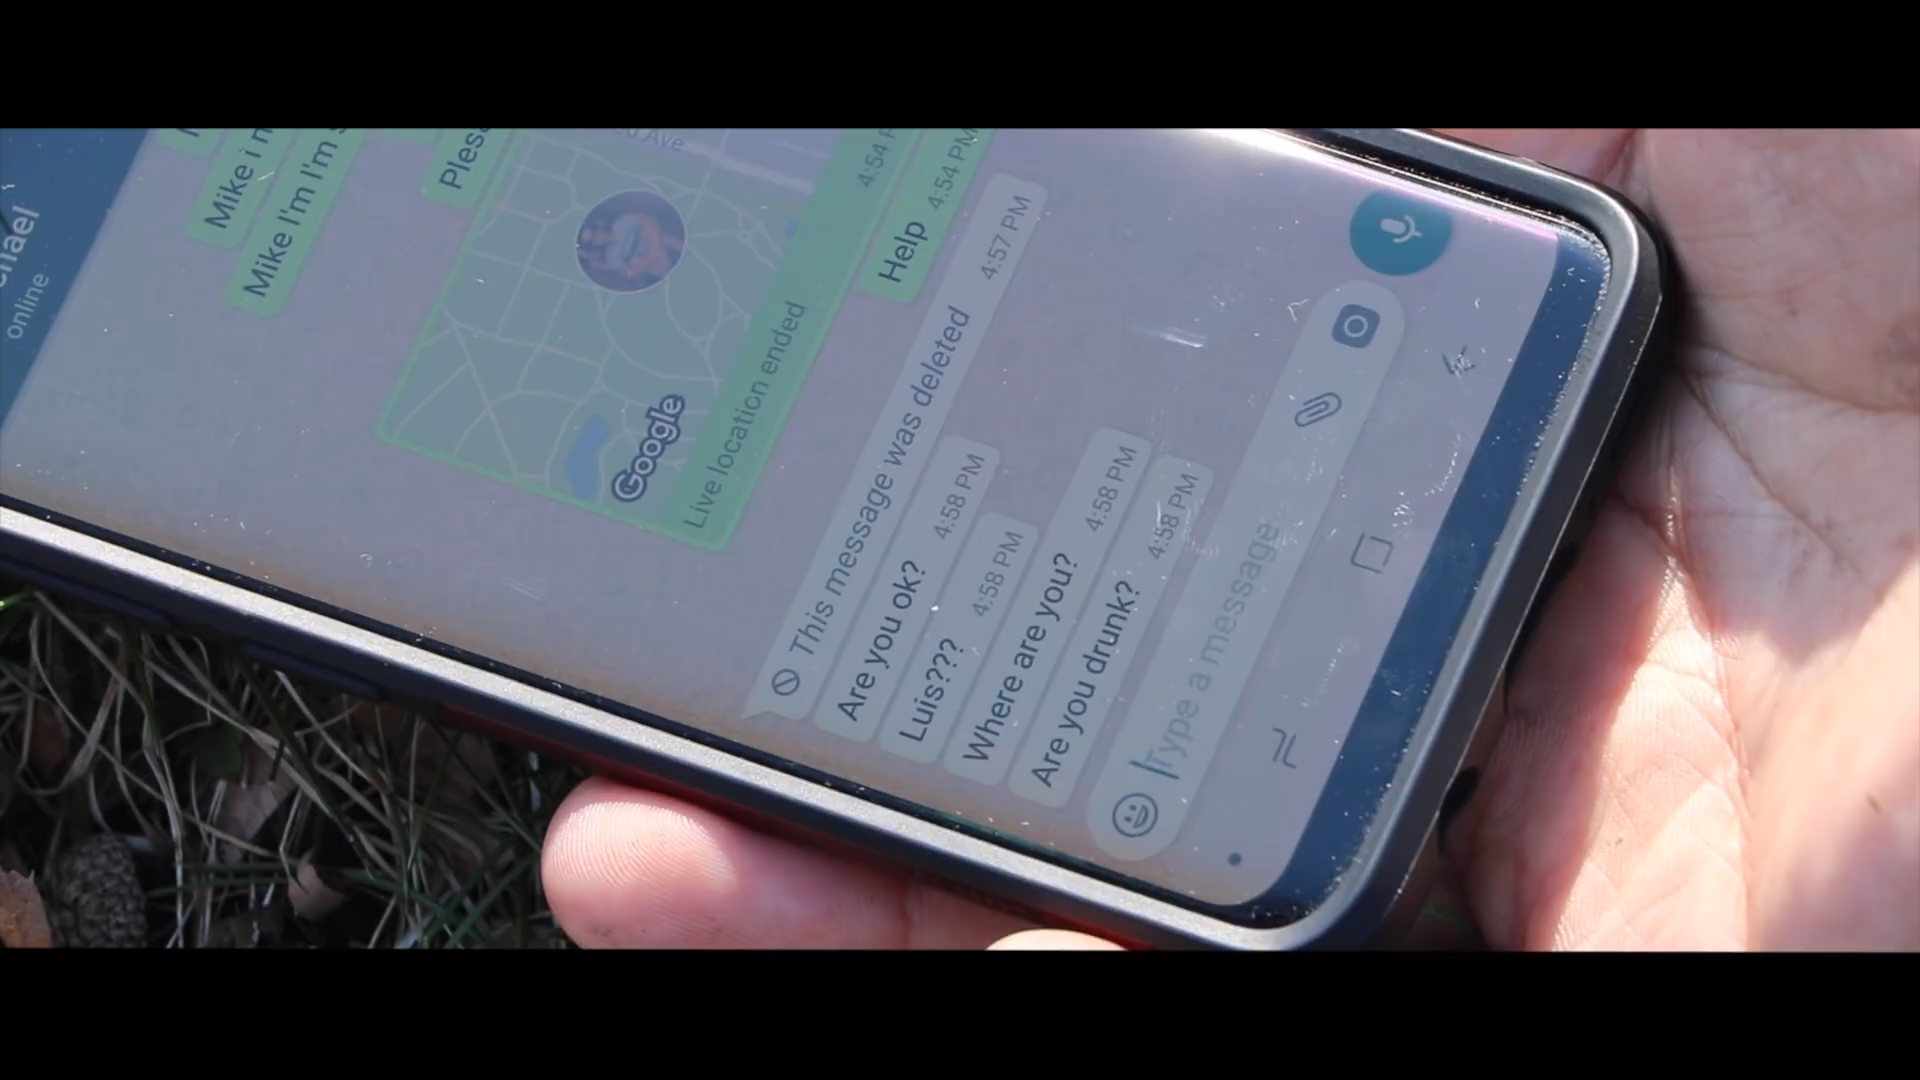 online
Mike i
Mike I'm I'm
Ave
Google
Live location ended
4:54
Help 4:54 PM
This message was deleted 4:57 PM
Are you ok? 4:58 PM
Luis??? 4:58 PM
Where are you? 4:58 PM
Are you drunk? 4:58 PM
Type a message